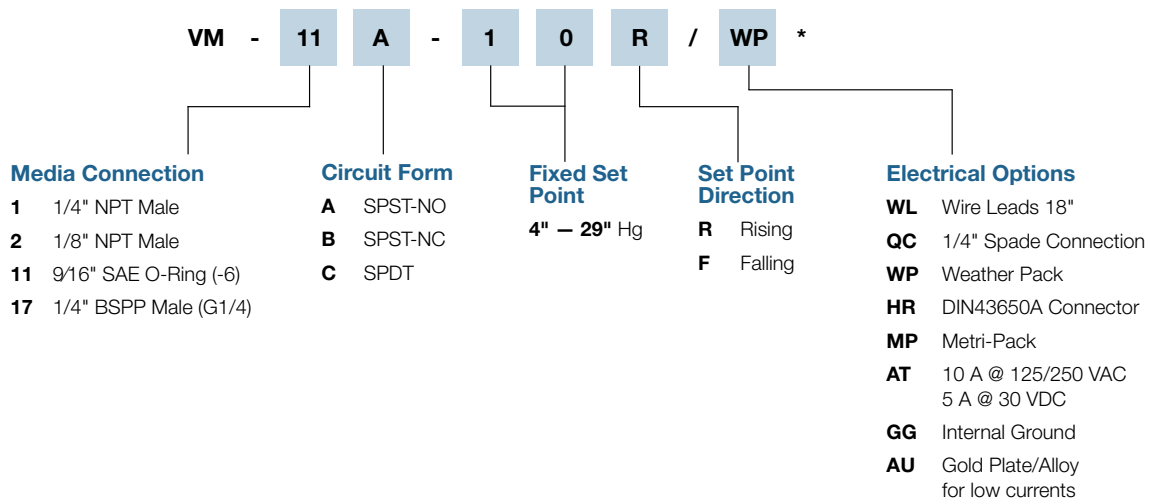 VM - 11 A - 1 0 R / WP *
Media Connection
1 1/4" NPT Male
2 1/8" NPT Male
11 9⁄16" SAE O-Ring (-6)
17 1/4" BSPP Male (G1/4)
Circuit Form
A SPST-NO
B SPST-NC
C SPDT
Fixed Set
Point
4" — 29" Hg
Set Point
Direction
R Rising
F Falling
Electrical Options
WL Wire Leads 18"
QC 1/4" Spade Connection
WP Weather Pack
HR DIN43650A Connector
MP Metri-Pack
AT 10 A @ 125/250 VAC
5 A @ 30 VDC
GG Internal Ground
AU Gold Plate/Alloy
for low currents